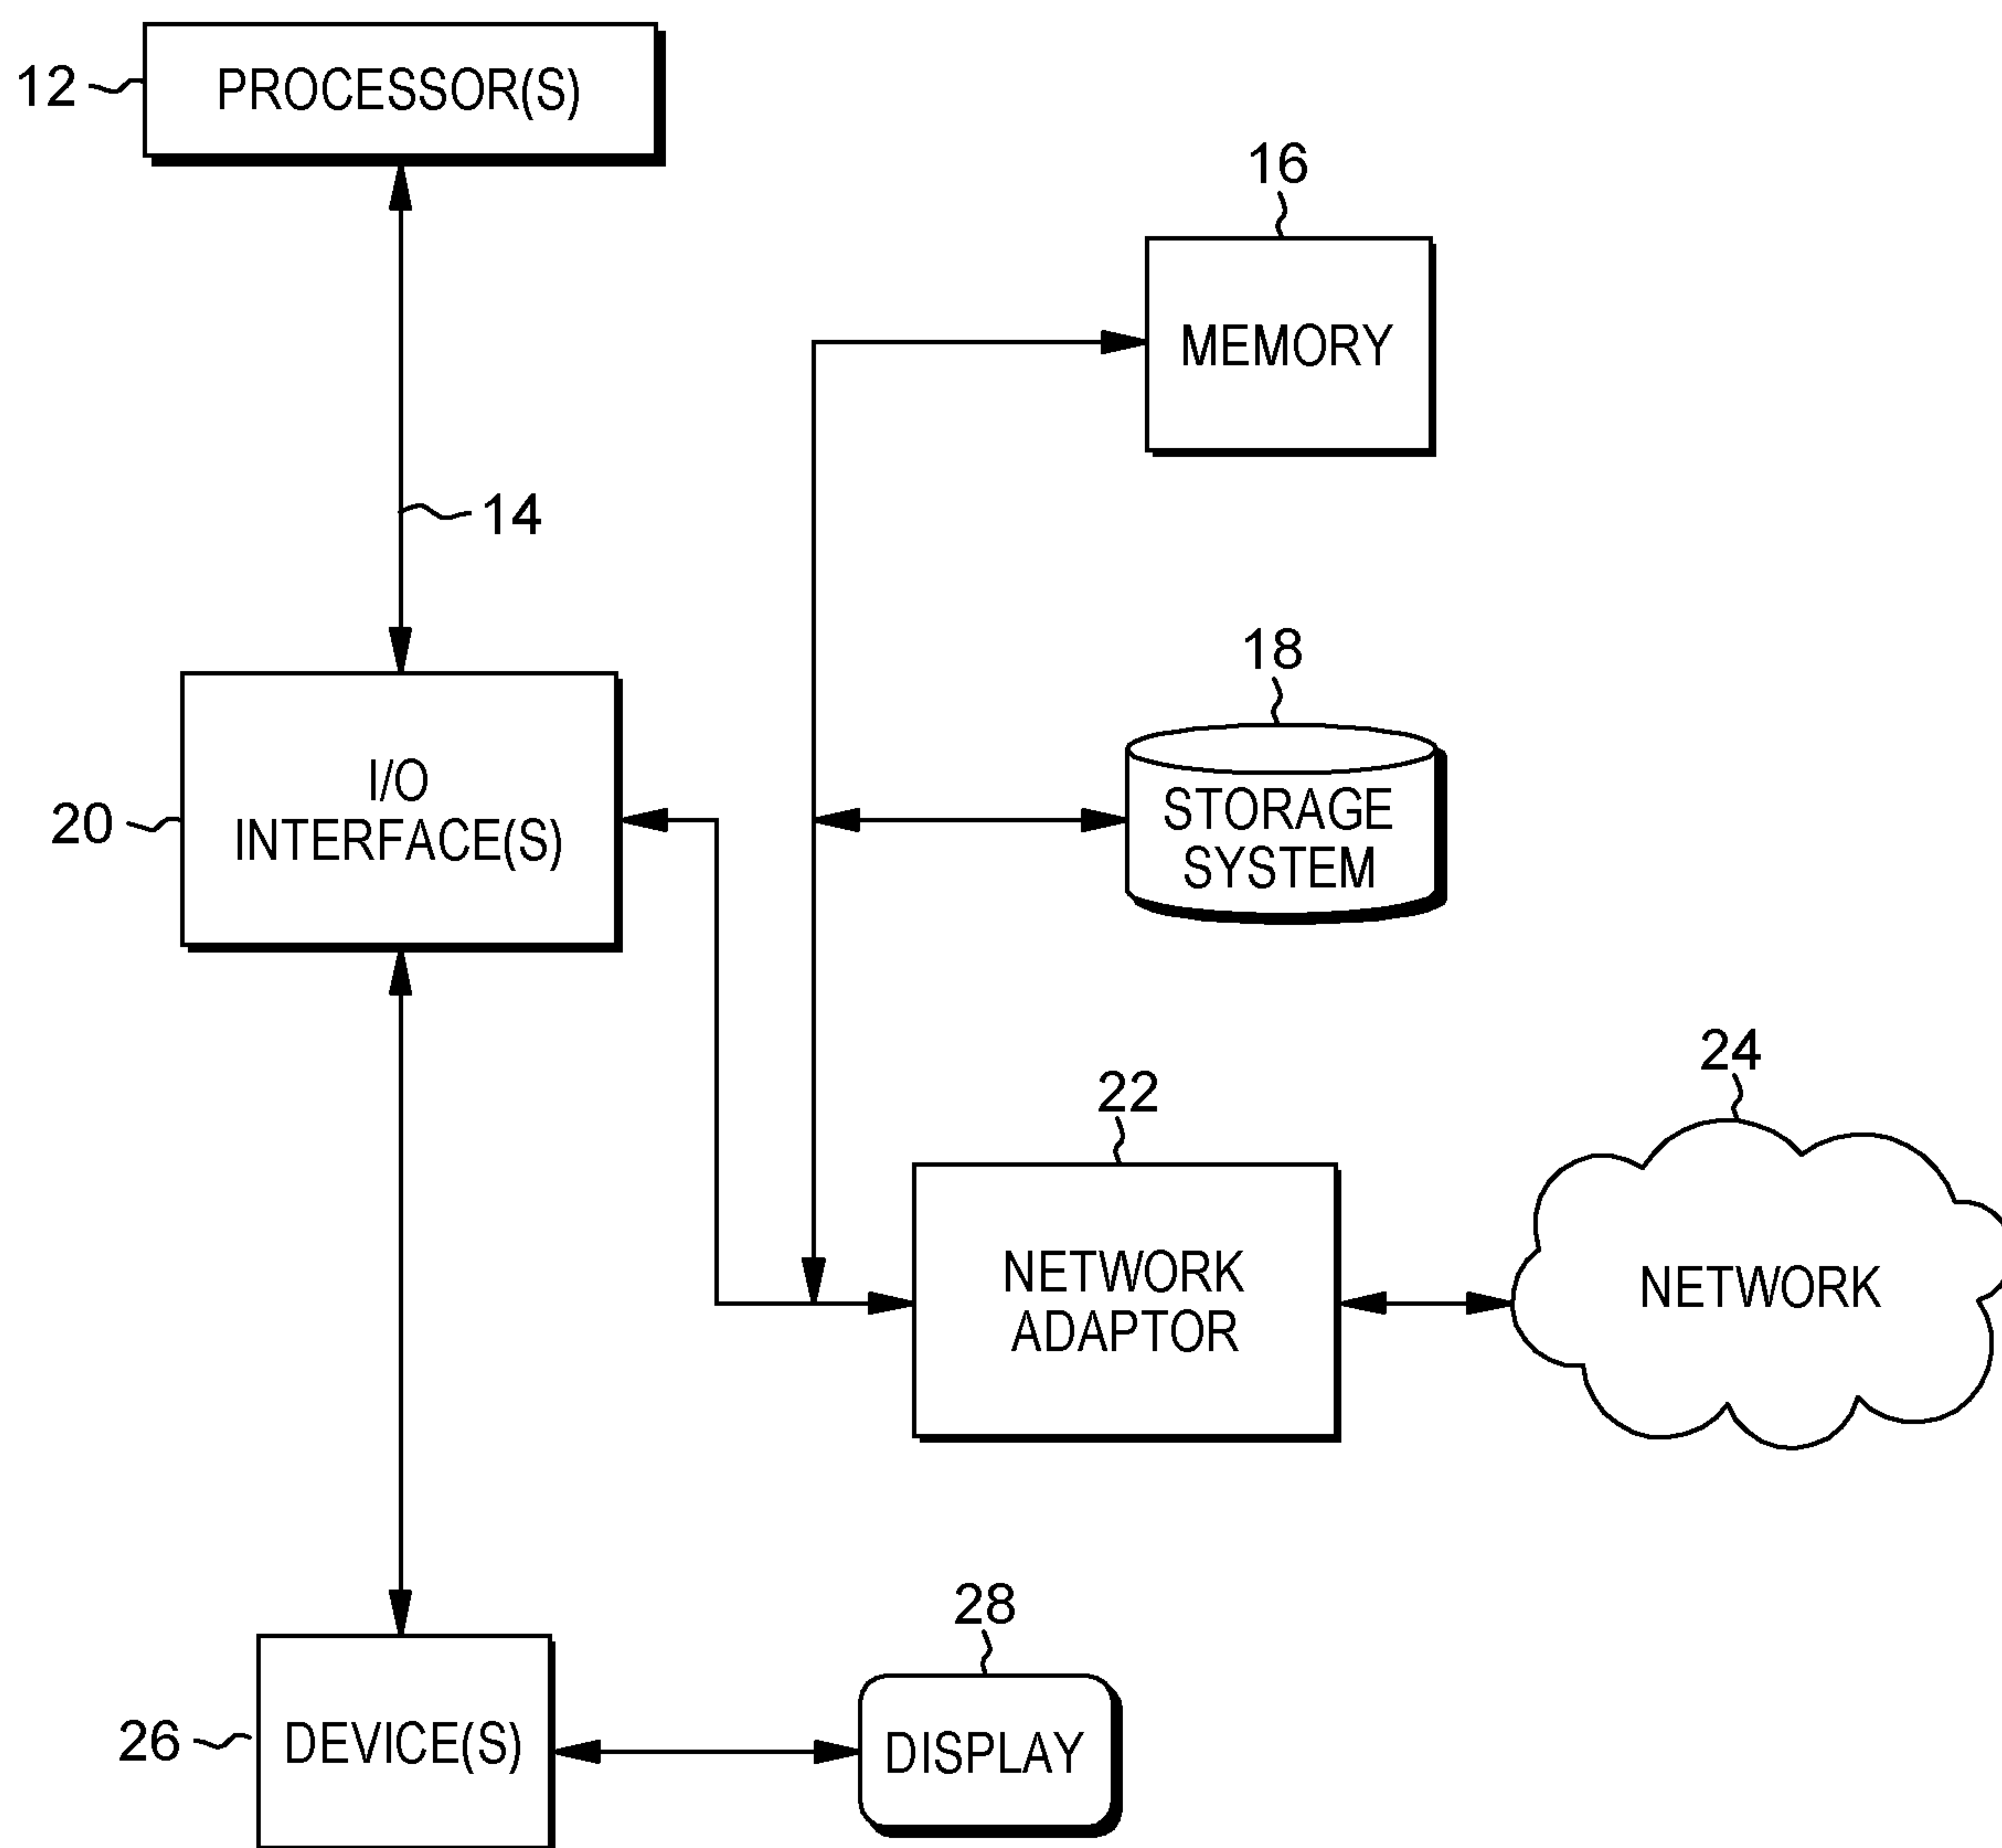 12
PROCESSOR(S)
16
MEMORY
14
18
I/O
INTERFACE(S)
20
STORAGE
SYSTEM
24
22
NETWORK
ADAPTOR
NETWORK
28
26
DEVICE(S)
DISPLAY